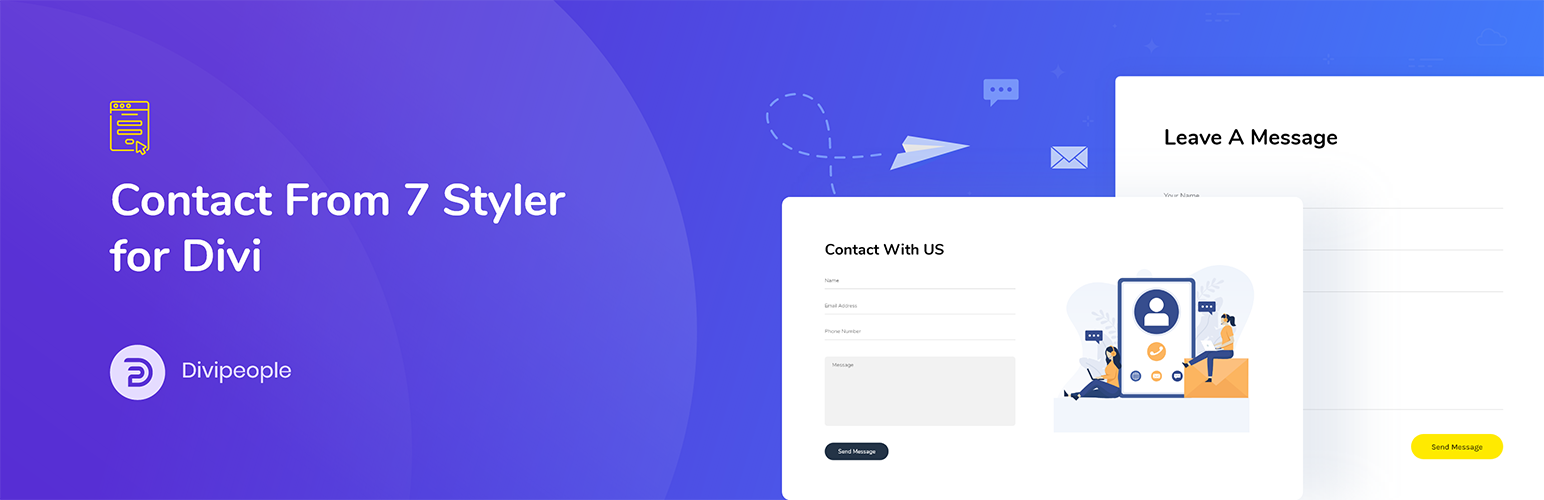 Contact From 7 Styler
for Divi
Divipeople
Contact With US
Name
Email Address
Phone Number
Message
Send Message
Leave A Message
Your Name
Send Message